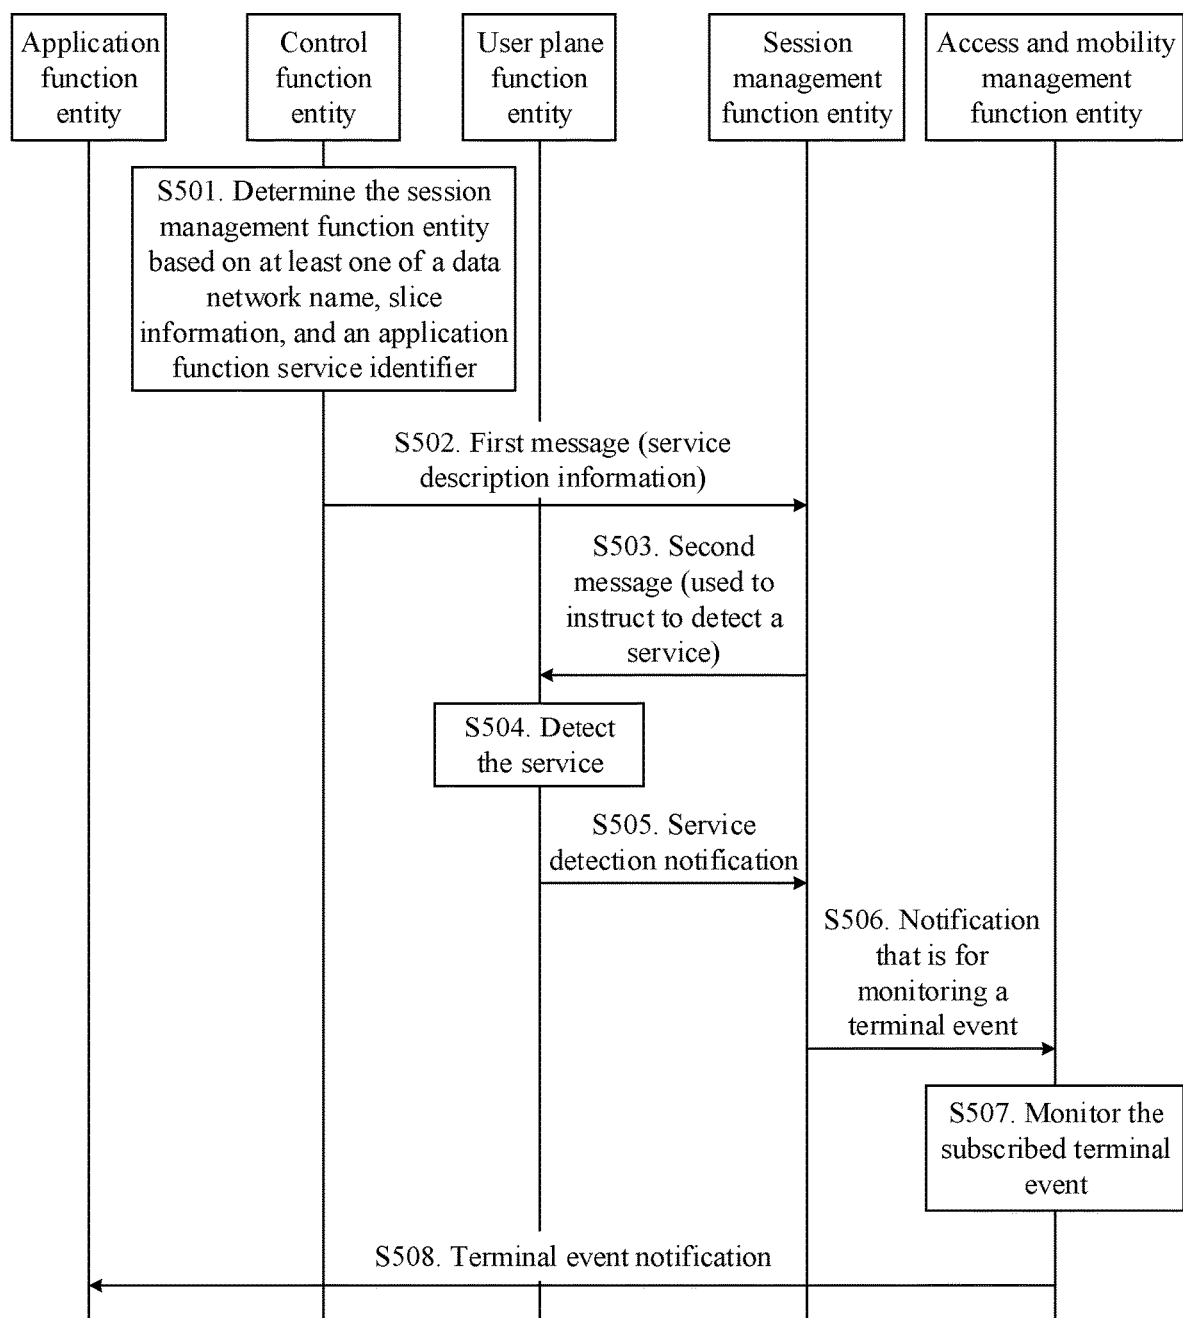 Application
function
entity
Control
function
entity
User plane
function
entity
Session
management
function entity
Access and mobility
management
function entity
S501. Determine the session
management function entity
based on at least one of a data
network name, slice
information, and an application
function service identifier
S502. First message (service
description information)
S503. Second
message (used to
instruct to detect a
service)
S504. Detect
the service
S505. Service
detection notification
S506. Notification
that is for
monitoring a
terminal event
S507. Monitor the
subscribed terminal
event
S508. Terminal event notification